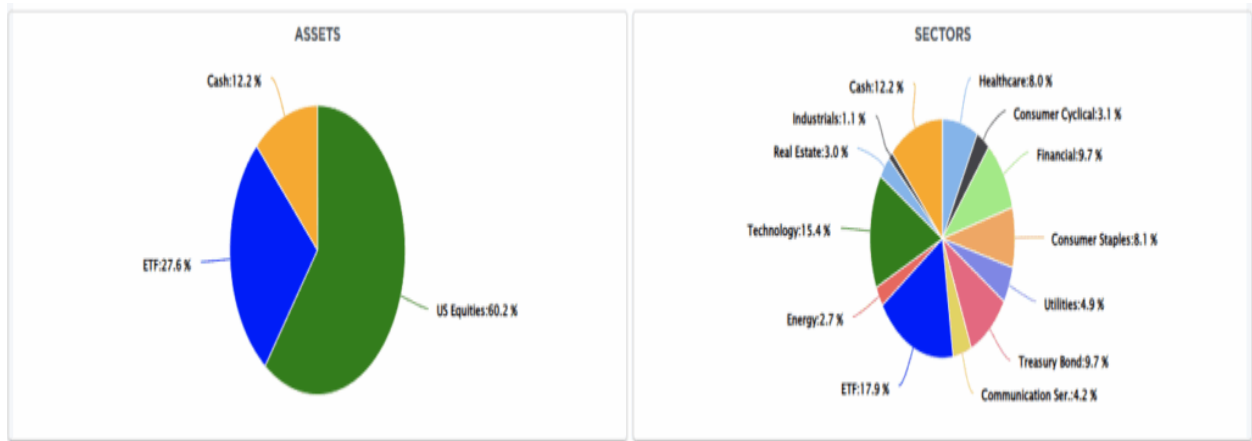 ASSETS
Cash:12.2 %
ETF:27.6 %
US Equities:60.2 %
SECTORS
Cash:12.2 %
Healthcare:8.0 %
Industrials:1.1 %
Consumer Cyclical:3.1 %
Real Estate:3.0 %
Financial:9.7 %
Technology:15.4 %
Consumer Staples:8.1 %
Energy:2.7 %
Utilities:4.9 %
Treasury Bond:9.7 %
ETF:17.9 %
Communication Ser.:4.2 %